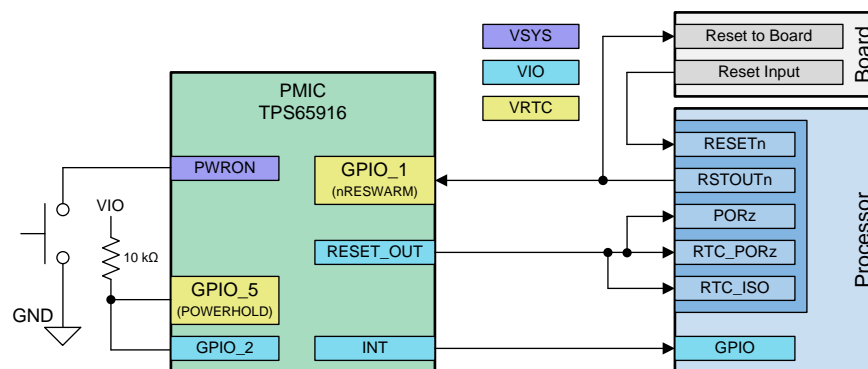 VSYS
VIO
VRTC
Reset to Board
Reset Input
Board
PMIC
TPS65916
PWRON
GPIO_1
(nRESWARM)
RESETn
RSTOUTn
PORz
RTC_PORz
RTC_ISO
Processor
VIO
10 kΩ
RESET_OUT
GPIO_5
(POWERHOLD)
GND
GPIO_2
INT
GPIO